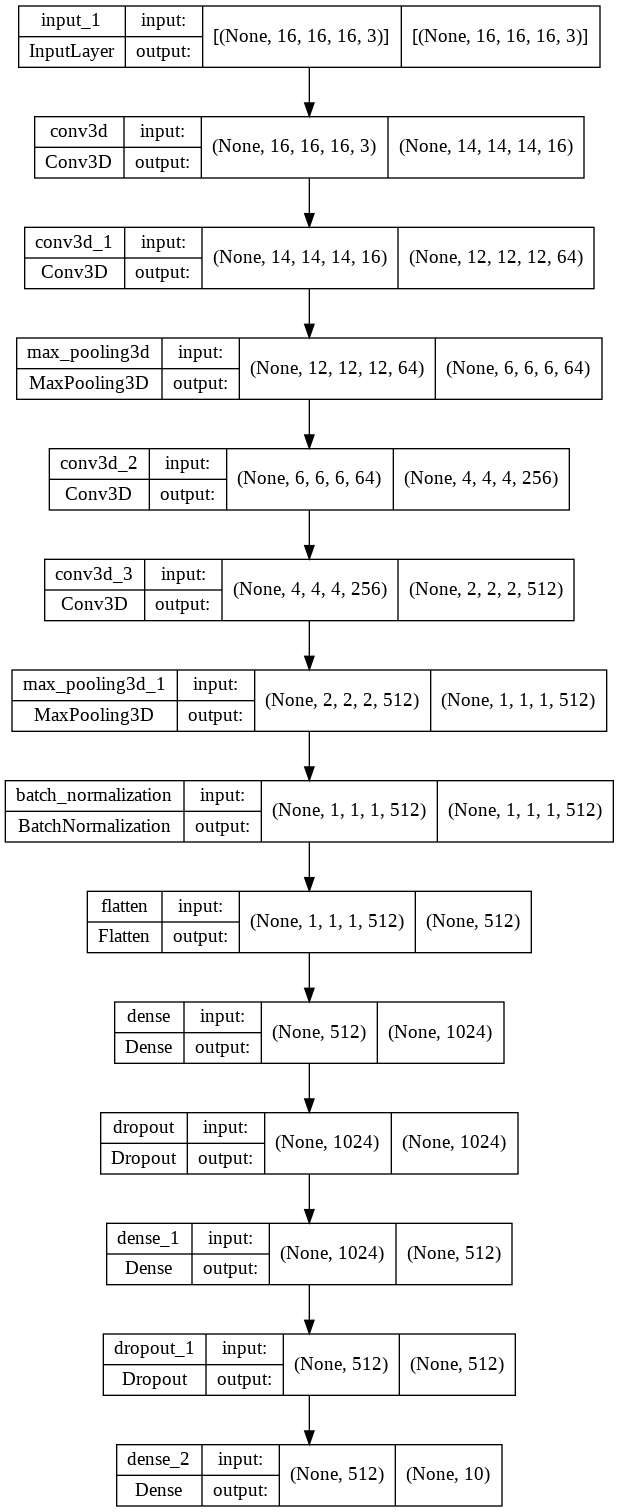 input_1 input: [(None, 16, 16, 16, 3)] [(None, 16, 16, 16, 3)]
InputLayer output:
conv3d input: (None, 16, 16, 16, 3) (None, 14, 14, 14, 16)
Conv3D output:
conv3d_1 input: (None, 14, 14, 14, 16) (None, 12, 12, 12, 64)
Conv3D output:
max_pooling3d input: (None, 12, 12, 12, 64) (None, 6, 6, 6, 64)
MaxPooling3D output:
conv3d_2 input: (None, 6, 6, 6, 64) (None, 4, 4, 4, 256)
Conv3D output:
conv3d_3 input: (None, 4, 4, 4, 256) (None, 2, 2, 2, 512)
Conv3D output:
max_pooling3d_1 input: (None, 2, 2, 2, 512) (None, 1, 1, 1, 512)
MaxPooling3D output:
batch_normalization input: (None, 1, 1, 1, 512) (None, 1, 1, 1, 512)
BatchNormalization output:
flatten input: (None, 1, 1, 1, 512) (None, 512)
Flatten output:
dense input: (None, 512) (None, 1024)
Dense output:
dropout input: (None, 1024) (None, 1024)
Dropout output:
dense_1 input: (None, 1024) (None, 512)
Dense output:
dropout_1 input: (None, 512) (None, 512)
Dropout output:
dense_2 input: (None, 512) (None, 10)
Dense output: